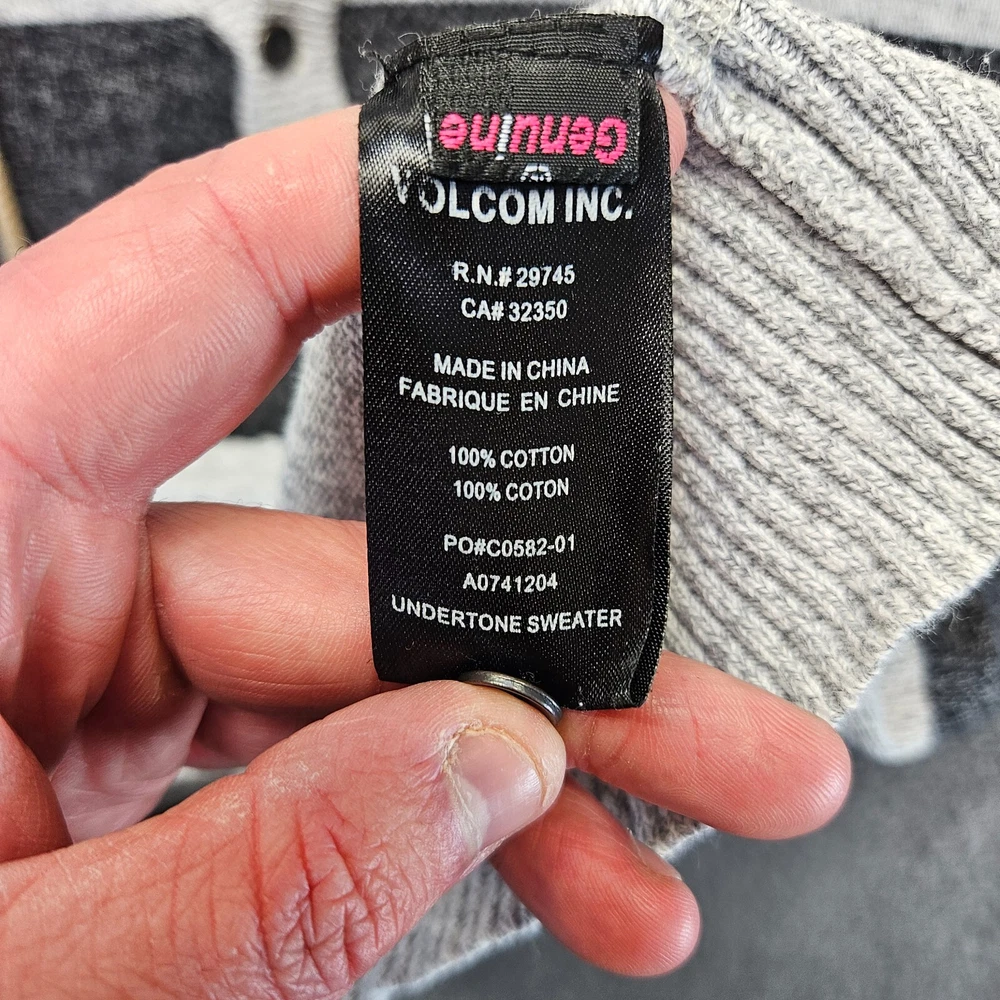 Genuine
VOLCOM INC.
R.N.# 29745
CA# 32350
MADE IN CHINA
FABRIQUE EN CHINE
100% COTTON
100% COTON
PO#C0582-01
A0741204
UNDERTONE SWEATER